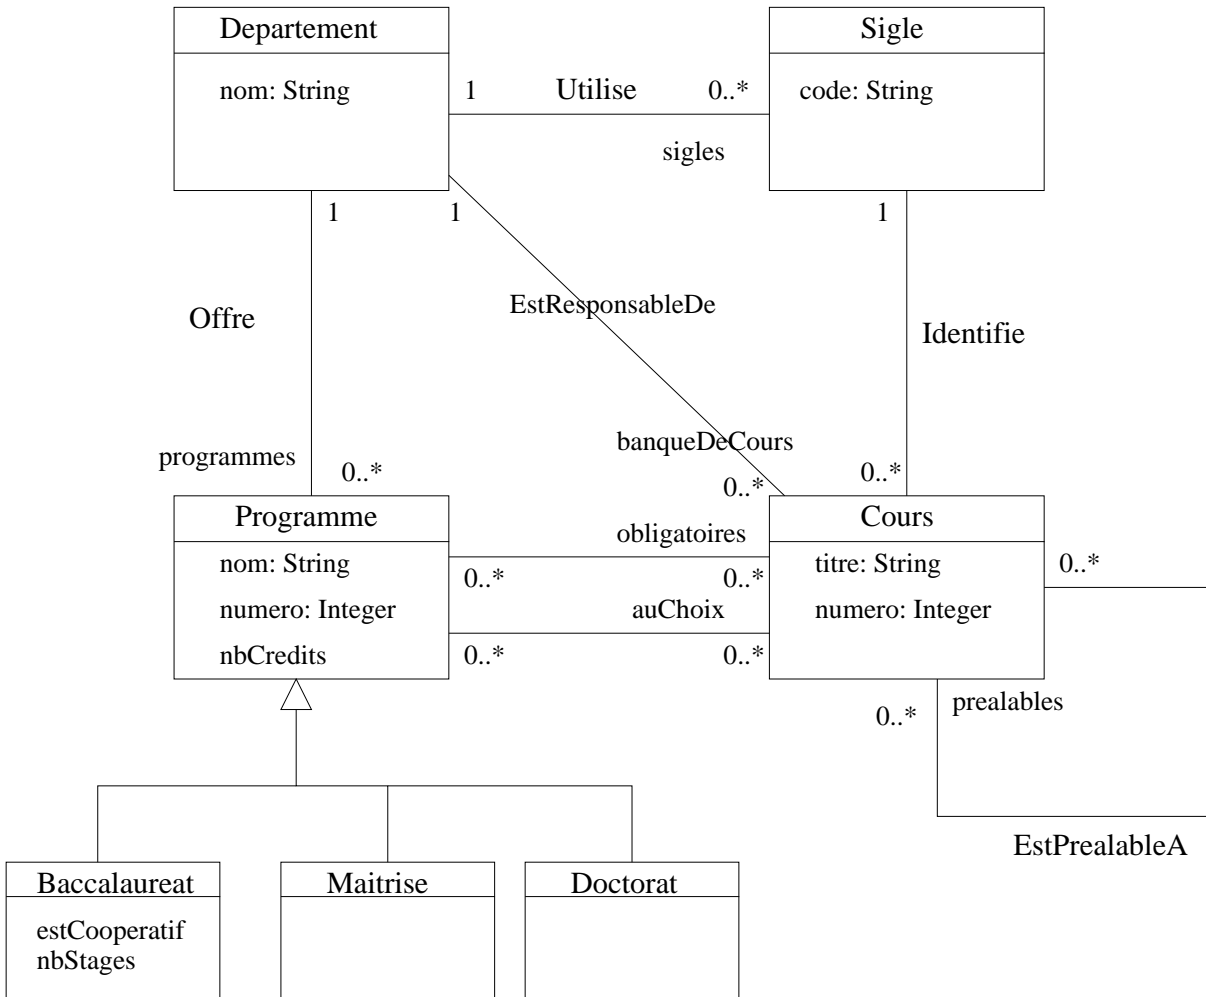 Departement
Sigle
nom: String
1
Utilise
0..*
code: String
sigles
1
1
1
EstResponsableDe
Offre
Identifie
banqueDeCours
programmes
0..*
0..*
0..*
Programme
Cours
obligatoires
nom: String
0..*
0..*
titre: String
0..*
numero: Integer
auChoix
numero: Integer
nbCredits
0..*
0..*
prealables
0..*
EstPrealableA
Baccalaureat
Maitrise
Doctorat
estCooperatif
nbStages